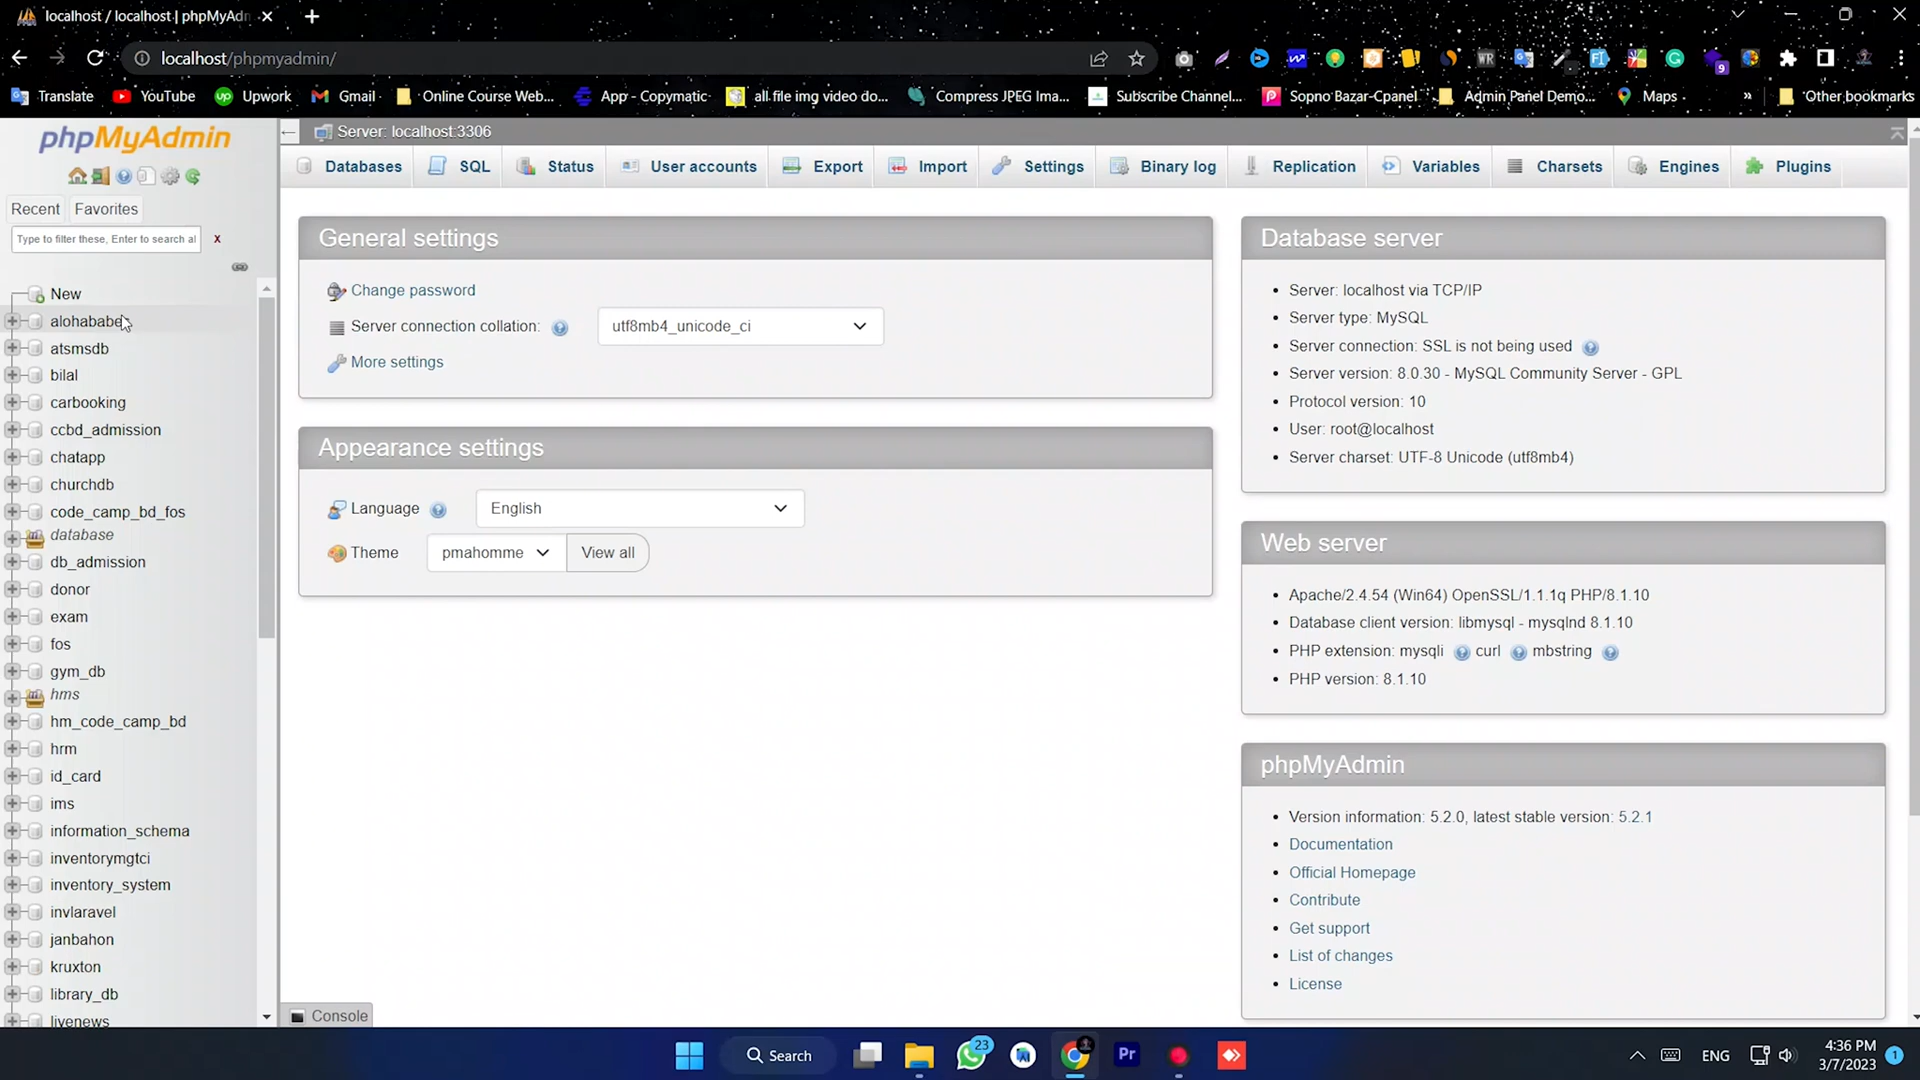 localhost / localhost | phpMyAdn
localhost/phpmyadmin/
9
Translate
YouTube
Upwork
Gmail
Online Course Web...
App - Copymatic
all file img video do...
Compress JPEG Ima...
Subscribe Channel...
Sopno Bazar-Cpanel
Admin Panel Demo...
Maps
»
Other bookmarks
phpMyAdmin
Recent
Favorites
Type to filter these, Enter to search al
X
New
atsmsdb
bilal
carbooking
ccbd_admission
chatapp
churchdb
code_camp_bd_fos
database
db_admission
donor
exam
fos
gym_db
hms
hm_code_camp_bd
hrm
id_card
ims
information_schema
inventorymgtci
inventory_system
invlaravel
janbahon
kruxton
library_db
livenews
Server: localhost:3306
Databases
SQL
Status
User accounts
Export
Import
Settings
Binary log
Replication
Variables
Charsets
Engines
Plugins
General settings
Change password
Server connection collation:
utf8mb4_unicode_ci
More settings
Appearance settings
Language
English
Theme
pmahomme
View all
Database server
Server: localhost via TCP/IP
Server type: MySQL
Server connection: SSL is not being used
Server version: 8.0.30 - MySQL Community Server - GPL
Protocol version: 10
User: root@localhost
Server charset: UTF-8 Unicode (utf8mb4)
Web server
Apache/2.4.54 (Win64) OpenSSL/1.1.1q PHP/8.1.10
Database client version: libmysql - mysqlnd 8.1.10
PHP extension: mysqli curl mbstring
PHP version: 8.1.10
phpMyAdmin
Version information: 5.2.0, latest stable version: 5.2.1
Documentation
Official Homepage
Contribute
Get support
List of changes
License
Console
Search
23
Pr
ENG
4:36 PM
3/7/2023
1